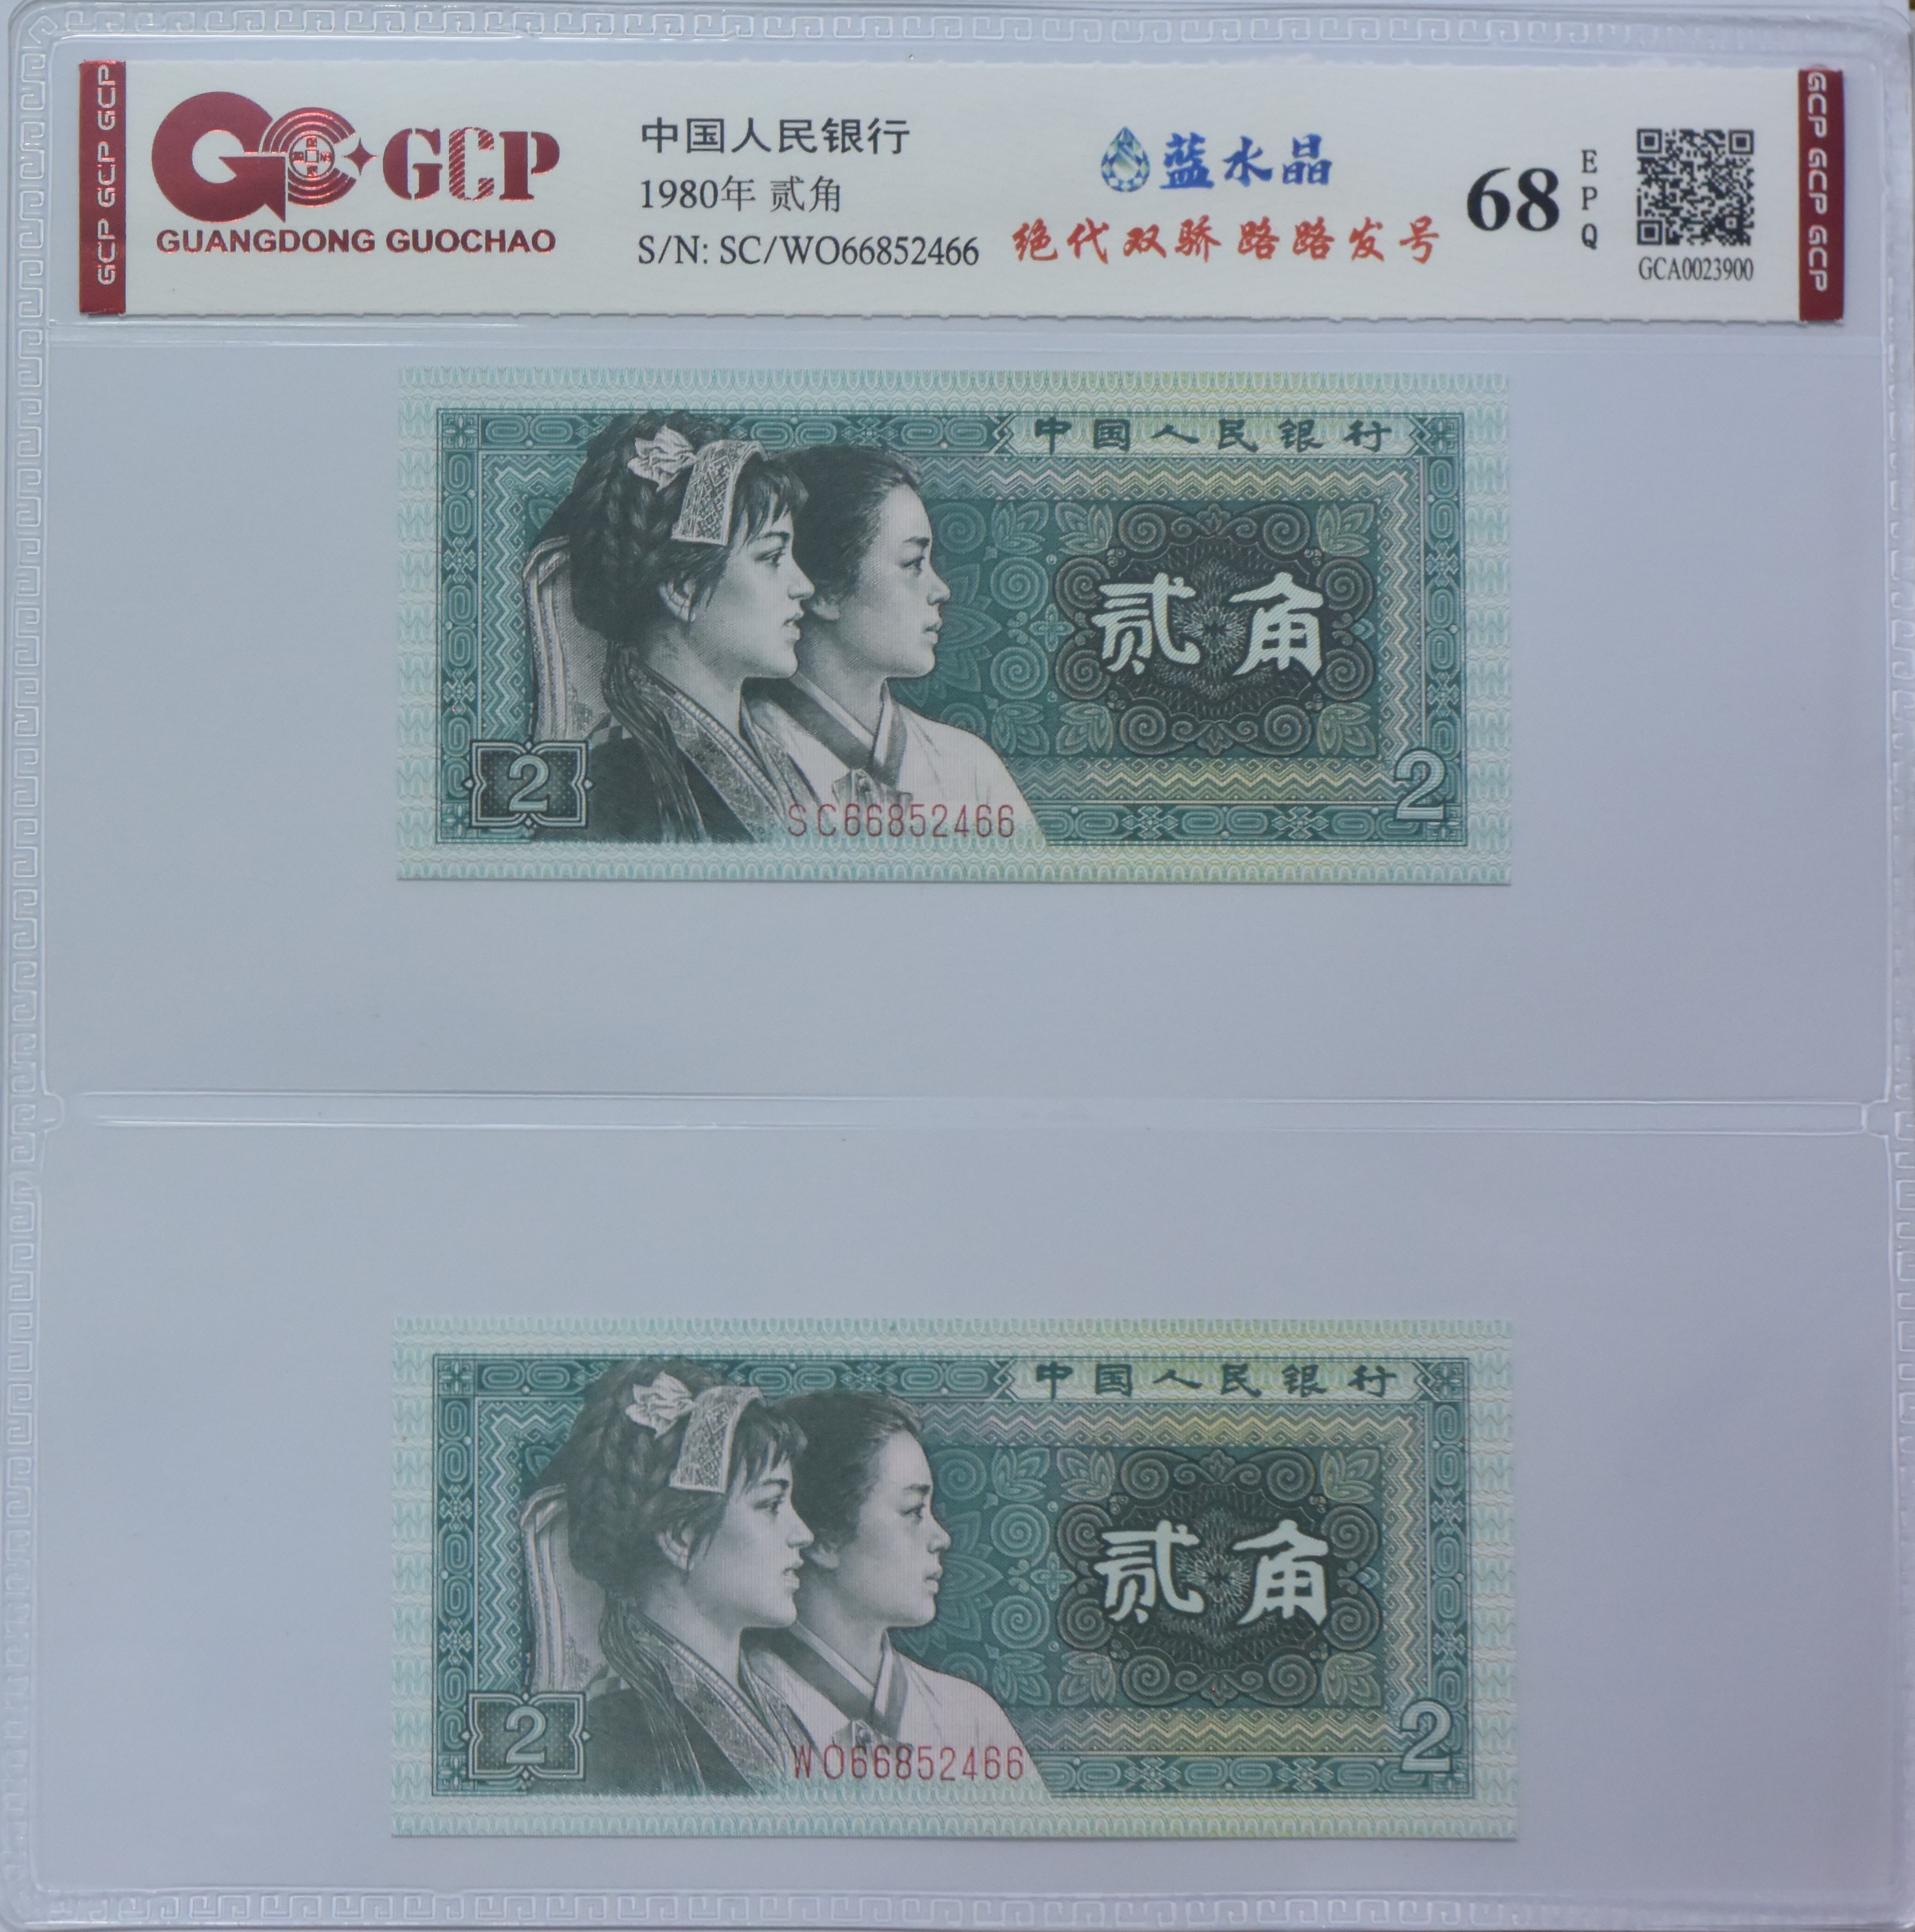 GCP GCP GCP
GCP
GUANGDONG GUOCHAO
中国人民银行
1980年 贰角
S/N: SC/WO66852466
蓝水晶
绝代双骄 路路发号
68
EPQ
GCA0023900
GCP GCP GCP
中国人民银行
贰角
2
2
SC66852466
中国人民银行
贰角
2
2
WO66852466